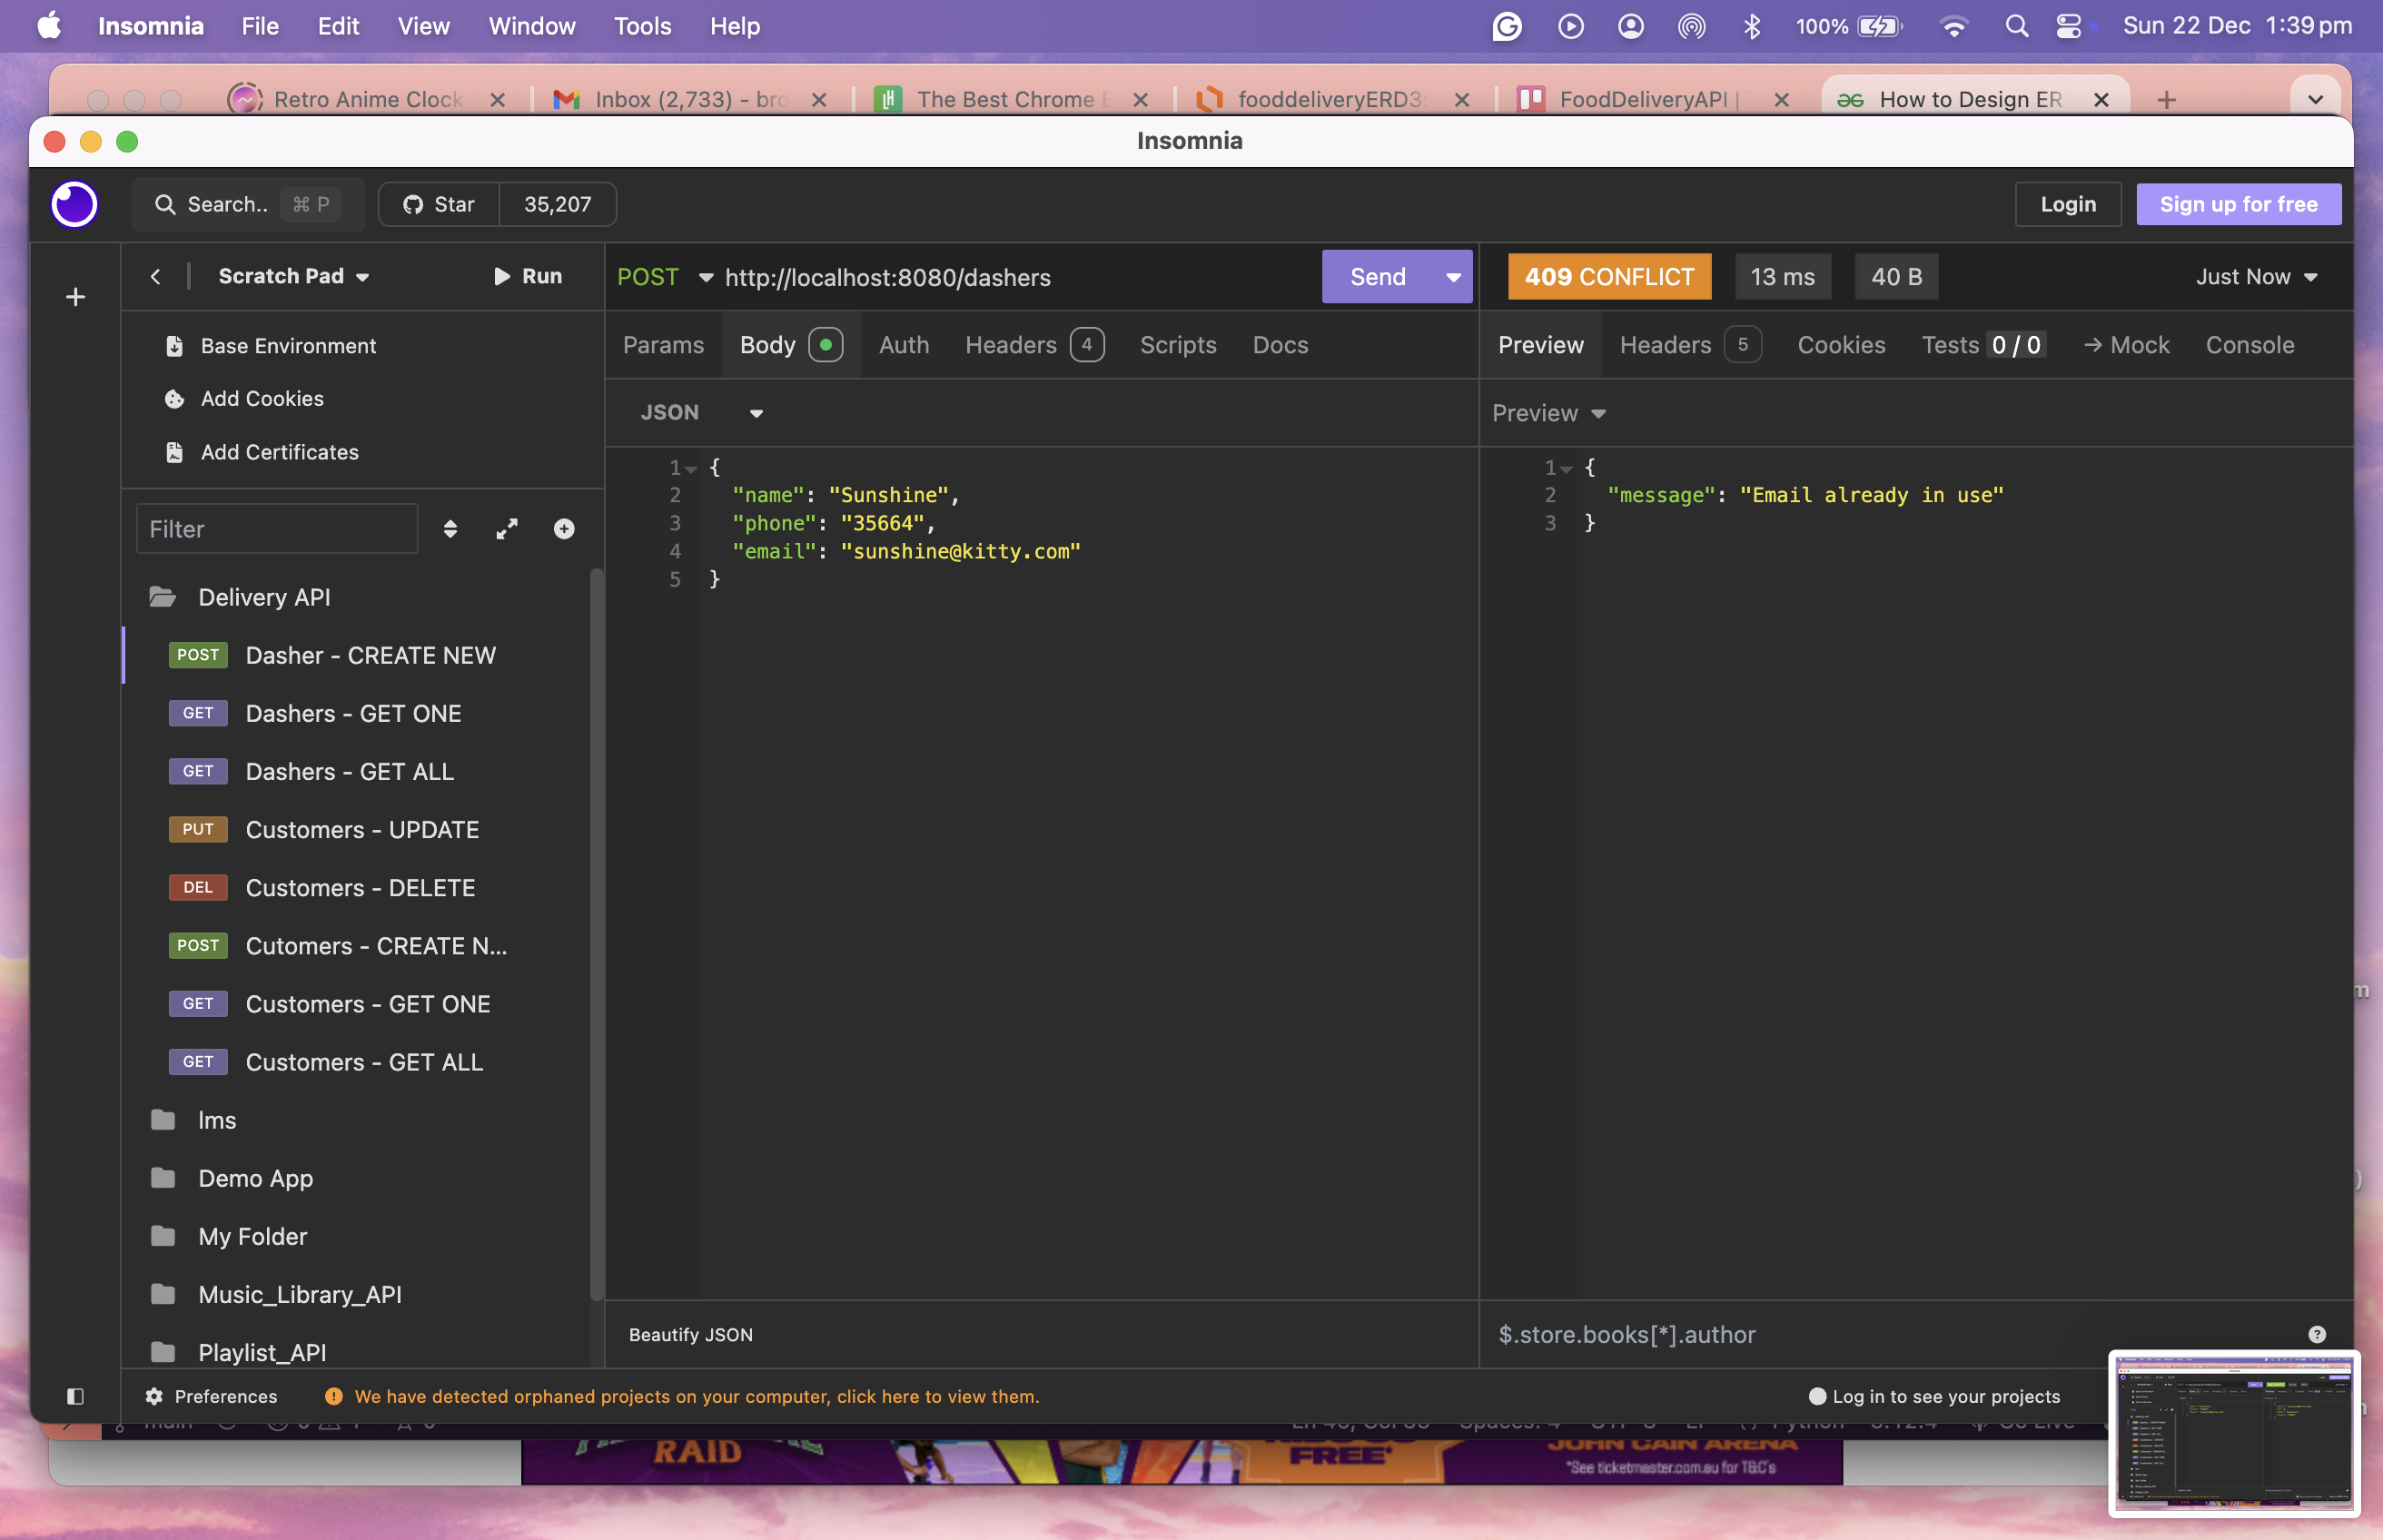 Insomnia File Edit View Window Tools Help 100% Sun 22 Dec 1:39 pm
Retro Anime Clock Inbox (2,733) - bro The Best Chrome E fooddeliveryERD3: FoodDeliveryAPI | How to Design ER
Insomnia
Search.. ⌘ P Star 35,207 Login Sign up for free
Scratch Pad Run POST http://localhost:8080/dashers Send 409 CONFLICT 13 ms 40 B Just Now
Base Environment
Add Cookies
Add Certificates
Params Body Auth Headers 4 Scripts Docs
Preview Headers 5 Cookies Tests 0 / 0 → Mock Console
JSON
Preview
1 {
2 "name": "Sunshine",
3 "phone": "35664",
4 "email": "sunshine@kitty.com"
5 }
1 {
2 "message": "Email already in use"
3 }
Filter
Delivery API
POST Dasher - CREATE NEW
GET Dashers - GET ONE
GET Dashers - GET ALL
PUT Customers - UPDATE
DEL Customers - DELETE
POST Cutomers - CREATE N...
GET Customers - GET ONE
GET Customers - GET ALL
lms
Demo App
My Folder
Music_Library_API
Playlist_API
Beautify JSON
$.store.books[*].author
Preferences We have detected orphaned projects on your computer, click here to view them. Log in to see your projects
RAID
FREE*
JOHN CAIN ARENA
*See ticketmaster.com.au for T&C's